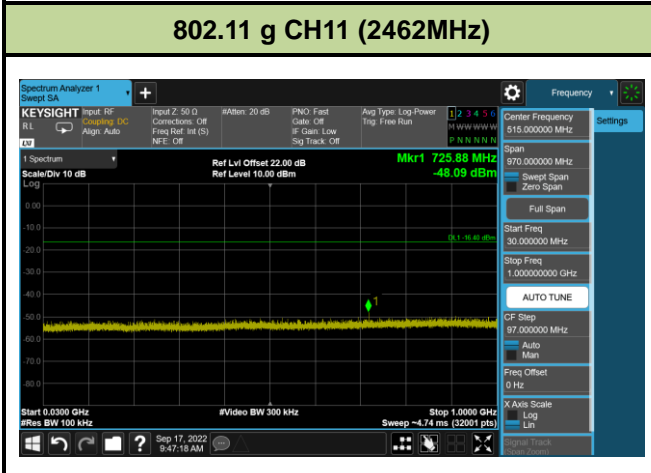 802.11 g CH11 (2462MHz)
Spectrum Analyzer 1
Swept SA
Frequency
KEYSIGHT
RL
Input: RF
Coupling: DC
Align: Auto
Input Z: 50 Ω
Corrections: Off
Freq Ref: Int (S)
NFE: Off
#Atten: 20 dB
PNO: Fast
Gate: Off
IF Gain: Low
Sig Track: Off
Avg Type: Log-Power
Trig: Free Run
1 2 3 4 5 6
M W W W W W
P N N N N N
1 Spectrum
Scale/Div 10 dB
Log
Ref Lvl Offset 22.00 dB
Ref Level 10.00 dBm
Mkr1 725.88 MHz
-48.09 dBm
0.00
-10.0
DL1 -16.40 dBm
-20.0
-30.0
-40.0
1
-50.0
-60.0
-70.0
-80.0
Start 0.0300 GHz
#Res BW 100 kHz
#Video BW 300 kHz
Stop 1.0000 GHz
Sweep ~4.74 ms (32001 pts)
Sep 17, 2022
9:47:18 AM
Center Frequency
515.000000 MHz
Settings
Span
970.000000 MHz
Swept Span
Zero Span
Full Span
Start Freq
30.000000 MHz
Stop Freq
1.000000000 GHz
AUTO TUNE
CF Step
97.000000 MHz
Auto
Man
Freq Offset
0 Hz
X Axis Scale
Log
Lin
Signal Track
(Span Zoom)